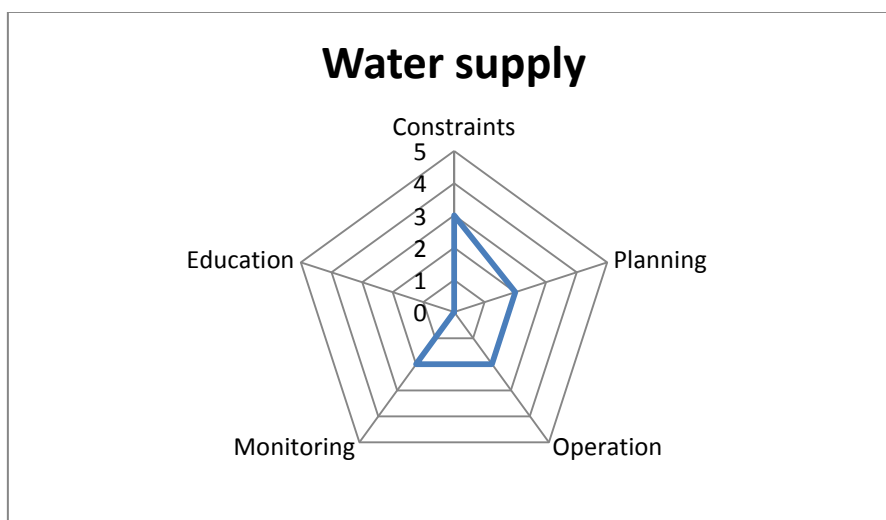 Water supply
Constraints
5
4
3
2
1
0
Education
Planning
Monitoring
Operation